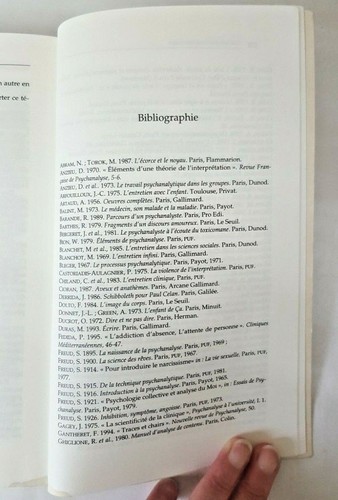 n autre en
rter ce té-
Bibliographie
ABRAM, N. ; TOROK, M. 1987. L'écorce et le noyau. Paris, Flammarion.
ANZIEU, D. 1970. « Éléments d'une théorie de l'interprétation ». Revue Fran-
çaise de Psychanalyse, 5-6.
ANZIEU, D. et al. 1973. Le travail psychanalytique dans les groupes. Paris, Dunod.
ARFOUILLOUX, J.-C. 1975. L'entretien avec l'enfant. Toulouse, Privat.
ARTAUD, A. 1956. Oeuvres complètes. Paris, Gallimard.
BALINT, M. 1973. Le médecin, son malade et la maladie. Paris, Payot.
BARANDE, R. 1989. Parcours d'un psychanalyste. Paris, Pro Edi.
BARTHES, R. 1979. Fragments d'un discours amoureux. Paris, Le Seuil.
BERGERET, J. et al., 1981. Le psychanalyste à l'écoute du toxicomane. Paris, Dunod.
BION, W. 1979. Éléments de psychanalyse. Paris, PUF.
BLANCHET, M. et al., 1985. L'entretien dans les sciences sociales. Paris, Dunod.
BLANCHOT, M. 1969. L'entretien infini. Paris, Gallimard.
BLEGER, 1967. Le processus psychanalytique. Paris, Payot, 1971.
CASTORIADIS-AULAGNIER, P. 1975. La violence de l'interprétation. Paris, PUF.
CHILAND, C. et al., 1983. L'entretien clinique, Paris, PUF.
CIORAN, 1987. Aveux et anathèmes. Paris, Arcane Gallimard.
DERRIDA, J. 1986. Schibboleth pour Paul Celan. Paris, Galilée.
DOLTO, F. 1984. L'image du corps. Paris, Le Seuil.
DONNET, J-L. ; GREEN, A. 1973. L'enfant de Ça. Paris, Minuit.
DUCROT, O. 1972. Dire et ne pas dire. Paris, Herman.
DURAS, M. 1993. Écrire. Paris, Gallimard.
FÉDIDA, P. 1995. « L'addiction d'absence, L'attente de personne ». Cliniques
Méditerranéennes, 46-47.
FREUD, S. 1895. La naissance de la psychanalyse. Paris, PUF, 1969 ;
FREUD, S. 1900. La science des rêves. Paris, PUF, 1967.
FREUD, S. 1914. « Pour introduire le narcissisme » in : La vie sexuelle, Paris, PUF,
1977.
FREUD, S. 1915. De la technique psychanalytique. Paris, PUF, 1981.
FREUD, S. 1916. Introduction à la psychanalyse. Paris, Payot, 1965.
FREUD, S. 1921. « Psychologie collective et analyse du Moi », in : Essais de Psy-
chanalyse. Paris, Payot, 1979.
FREUD, S. 1926. Inhibition, symptôme, angoisse. Paris, PUF, 1973.
GAGEY, J. 1975. « La scientificité de la clinique », Psychanalyse à l'université, I, 1.
GANTHERET, F. 1994. « Traces et chairs ». Nouvelle revue de Psychanalyse, 50.
GHIGLIONE, R. et al., 1980. Manuel d'analyse de contenu. Paris, Colin.